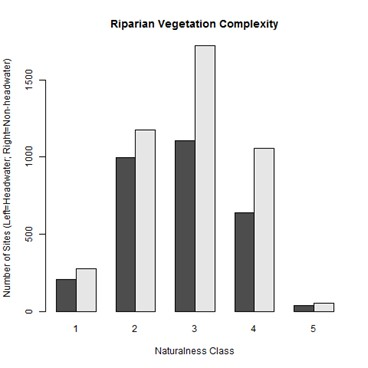 Riparian Vegetation Complexity
Number of Sites (Left=Headwater; Right=Non-headwater)
1500
1000
500
0
1 2 3 4 5
Naturalness Class